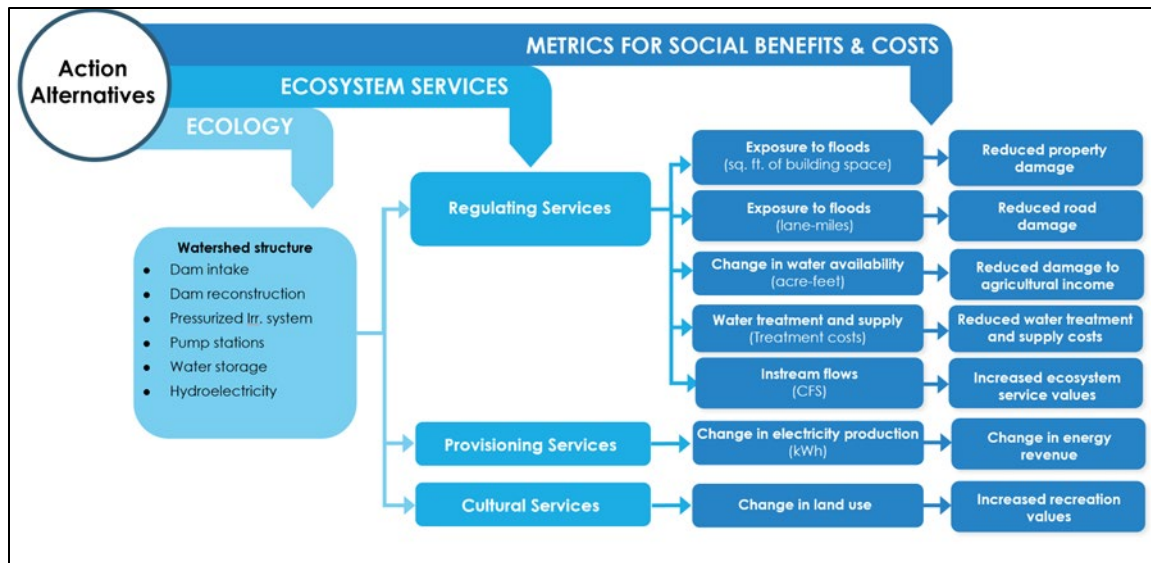 Action
Alternatives
METRICS FOR SOCIAL BENEFITS & COSTS
ECOSYSTEM SERVICES
ECOLOGY
Watershed structure
● Dam intake
● Dam reconstruction
● Pressurized Irr. system
● Pump stations
● Water storage
● Hydroelectricity
Regulating Services
Exposure to floods
(sq. ft. of building space)
Reduced property
damage
Exposure to floods
(lane-miles)
Reduced road
damage
Change in water availability
(acre-feet)
Reduced damage to
agricultural income
Water treatment and supply
(Treatment costs)
Reduced water treatment
and supply costs
Instream flows
(CFS)
Increased ecosystem
service values
Provisioning Services
Change in electricity production
(kWh)
Change in energy
revenue
Cultural Services
Change in land use
Increased recreation
values